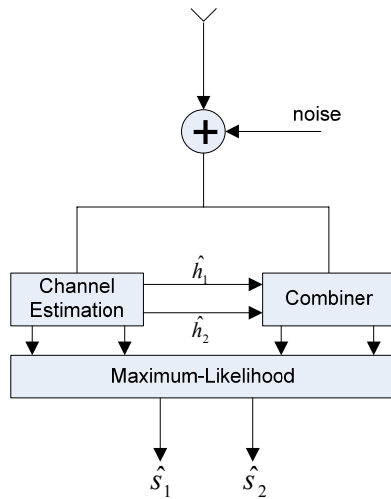 noise
+
Channel
Estimation
ĥ₁
ĥ₂
Combiner
Maximum-Likelihood
ŝ₁ ŝ₂